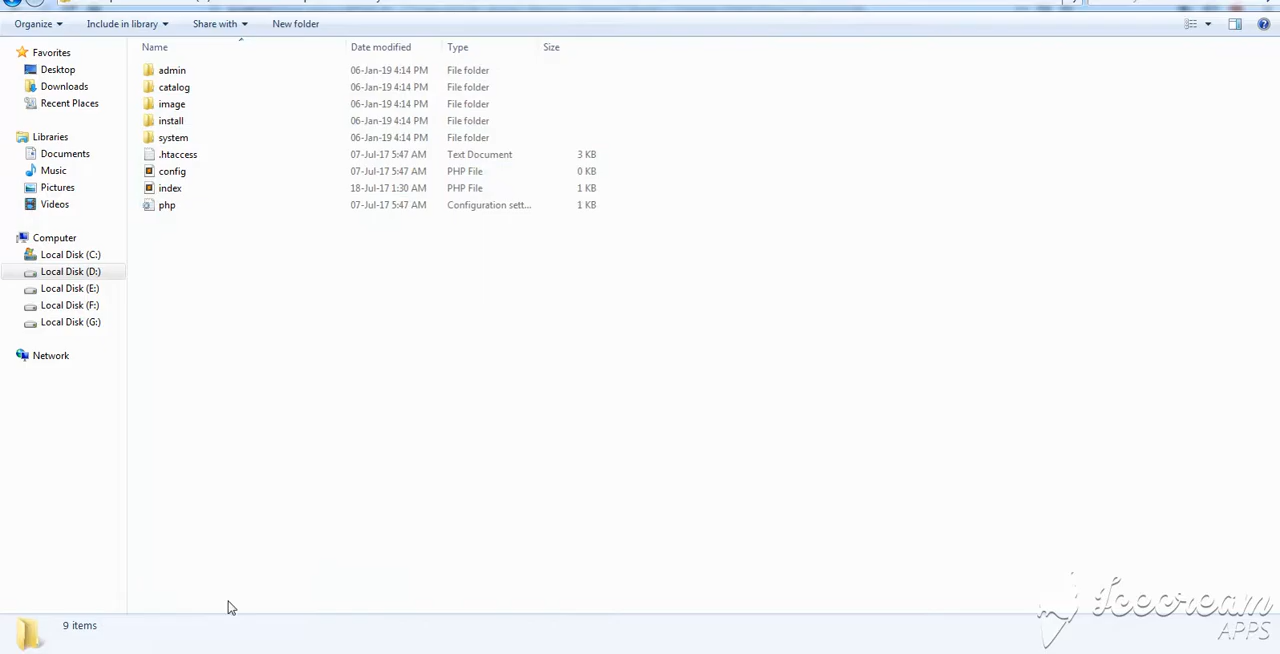 Organize Include in library Share with New folder
Name Date modified Type Size
Favorites
Desktop
Downloads
Recent Places
Libraries
Documents
Music
Pictures
Videos
Computer
Local Disk (C:)
Local Disk (D:)
Local Disk (E:)
Local Disk (F:)
Local Disk (G:)
Network
admin 06-Jan-19 4:14 PM File folder
catalog 06-Jan-19 4:14 PM File folder
image 06-Jan-19 4:14 PM File folder
install 06-Jan-19 4:14 PM File folder
system 06-Jan-19 4:14 PM File folder
.htaccess 07-Jul-17 5:47 AM Text Document 3 KB
config 07-Jul-17 5:47 AM PHP File 0 KB
index 18-Jul-17 1:30 AM PHP File 1 KB
php 07-Jul-17 5:47 AM Configuration sett... 1 KB
9 items
Icecream
APPS